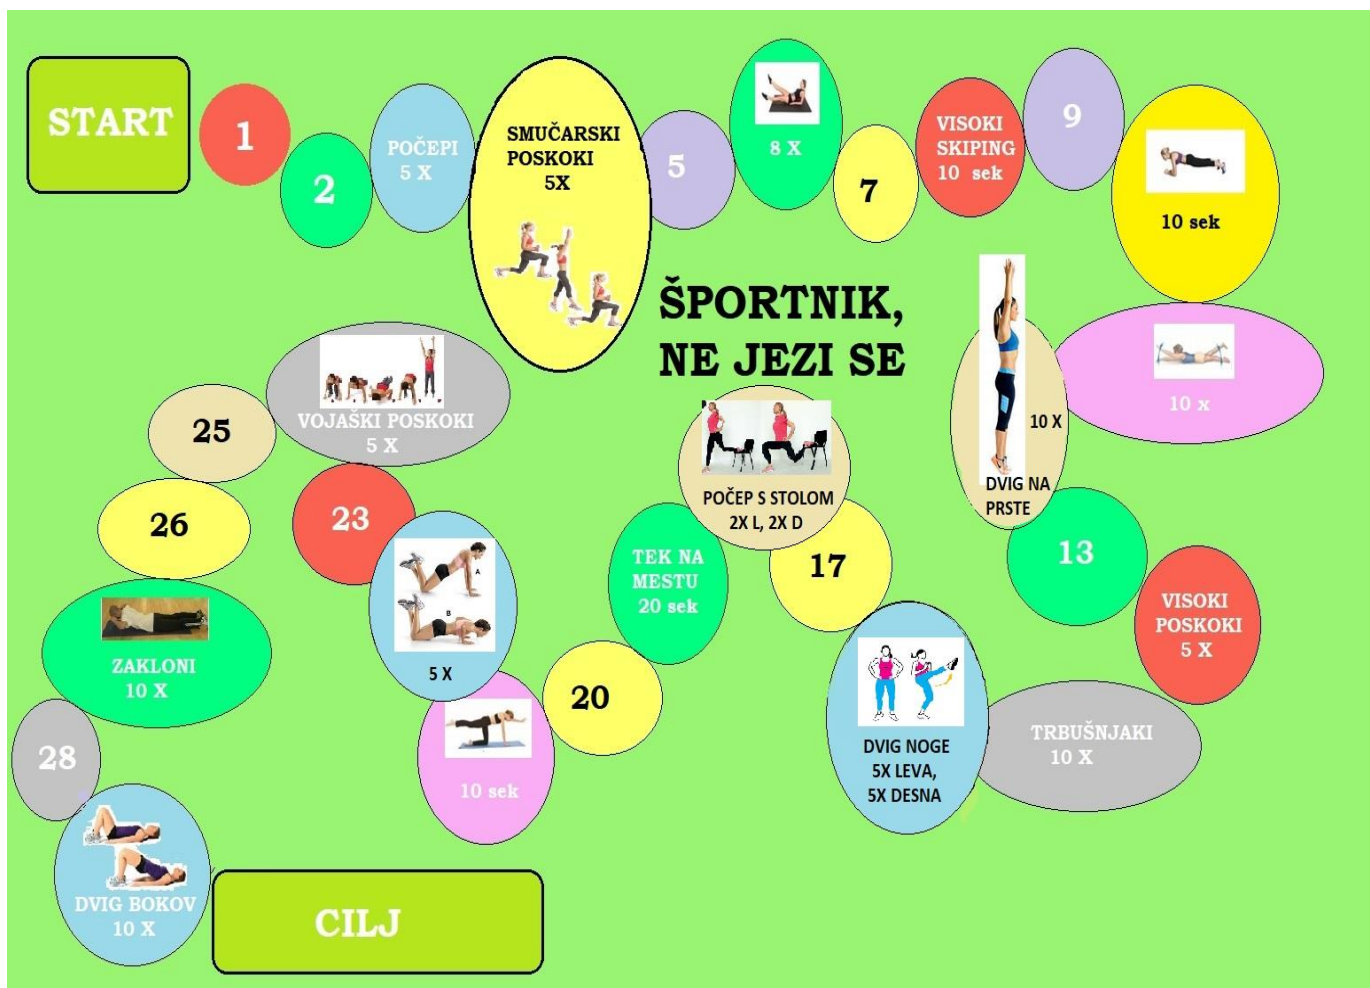 START
1
2
POČEPI
5 X
SMUČARSKI
POSKOKI
5X
5
8 X
7
VISOKI
SKIPING
10 sek
9
10 sek
ŠPORTNIK,
NE JEZI SE
10 x
10 X
DVIG NA
PRSTE
13
VISOKI
POSKOKI
5 X
TRBUŠNJAKI
10 X
DVIG NOGE
5X LEVA,
5X DESNA
17
POČEP S STOLOM
2X L, 2X D
TEK NA
MESTU
20 sek
20
10 sek
A
B
5 X
23
VOJAŠKI POSKOKI
5 X
25
26
ZAKLONI
10 X
28
DVIG BOKOV
10 X
CILJ